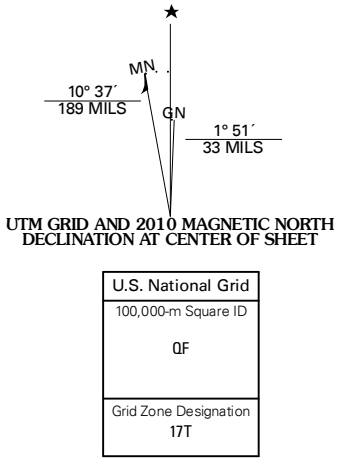 MN
10° 37´
189 MILS
GN
1° 51´
33 MILS
UTM GRID AND 2010 MAGNETIC NORTH
DECLINATION AT CENTER OF SHEET
U.S. National Grid
100,000-m Square ID
QF
Grid Zone Designation
17T